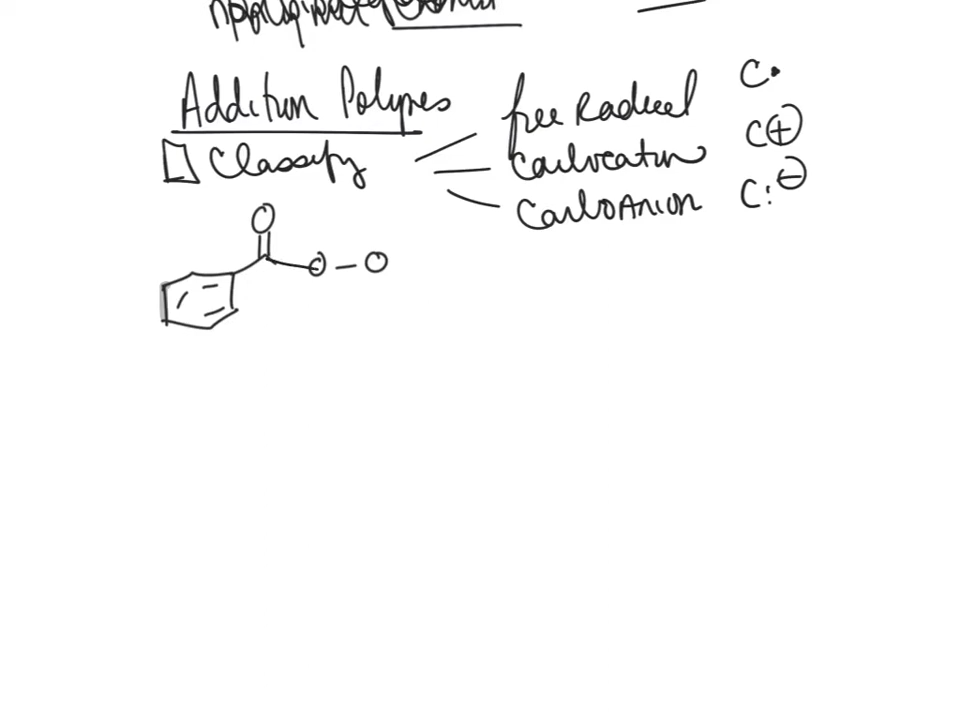 Addition Polymers
free Radical C•
□ Classify
Carbocation C⊕
CarboAnion C:⊖
O
O – O